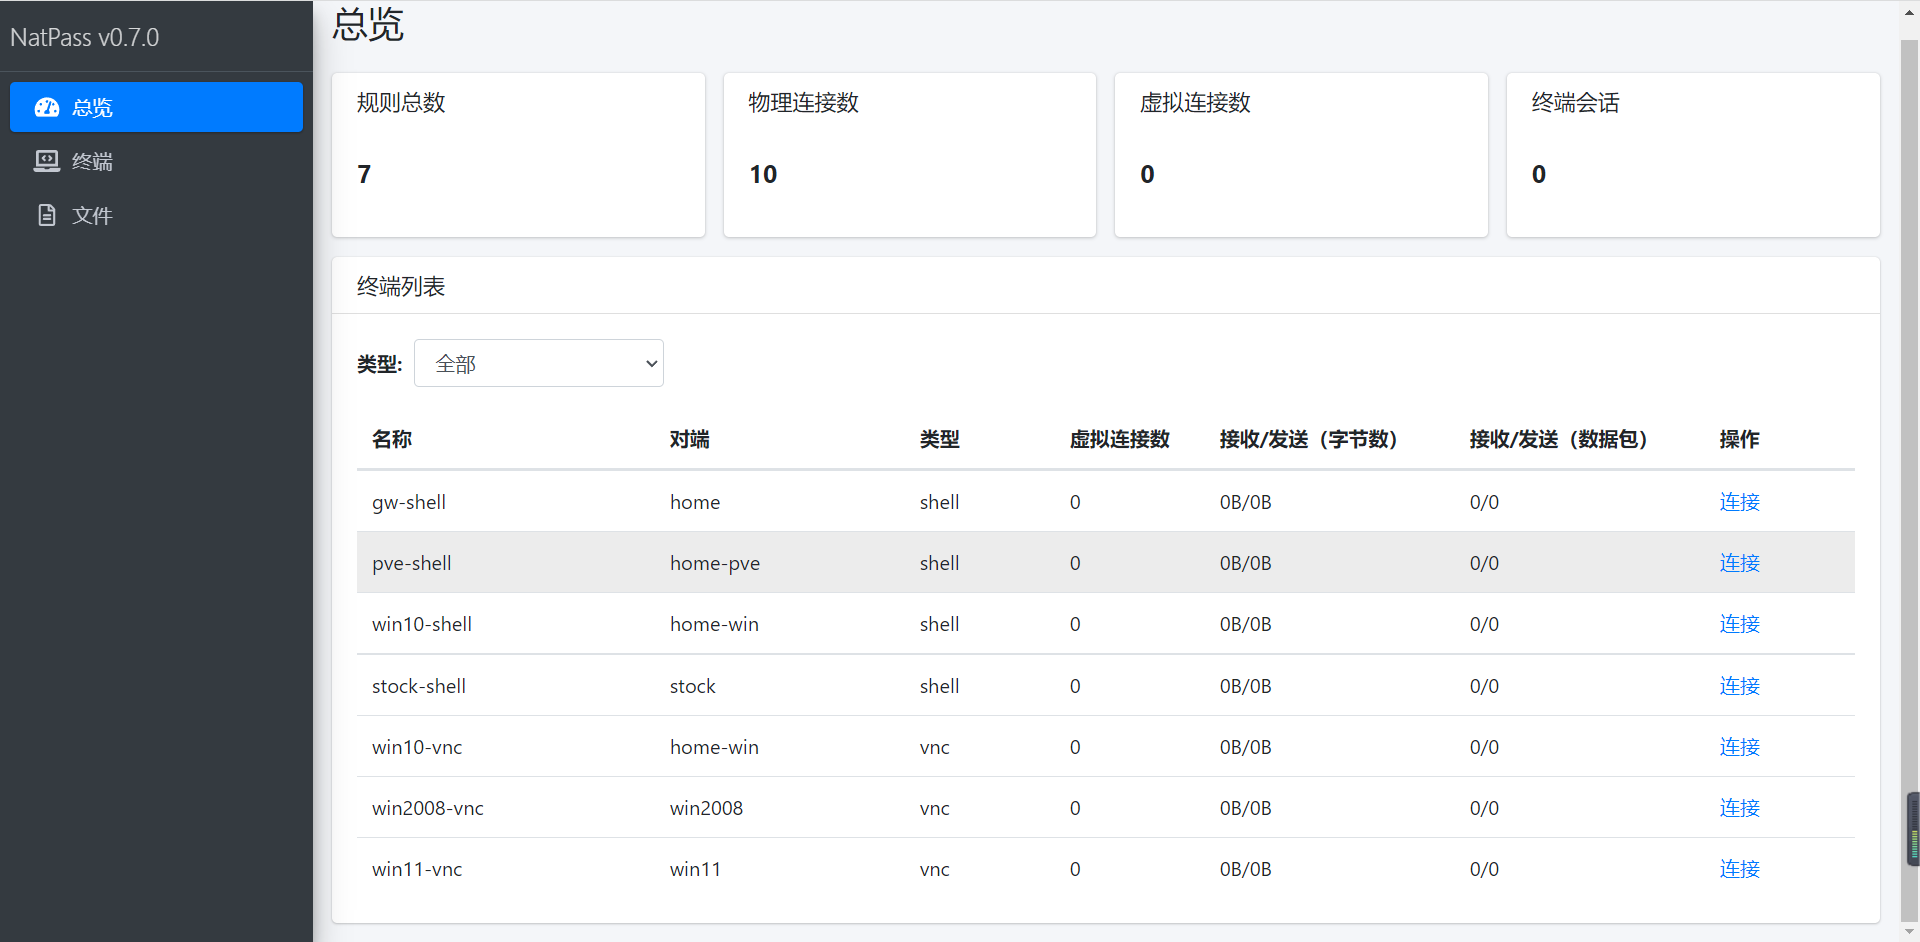 NatPass v0.7.0
总览
终端
文件
总览
规则总数
7
物理连接数
10
虚拟连接数
0
终端会话
0
终端列表
类型: 全部
名称 对端 类型 虚拟连接数 接收/发送（字节数） 接收/发送（数据包） 操作
gw-shell home shell 0 0B/0B 0/0 连接
pve-shell home-pve shell 0 0B/0B 0/0 连接
win10-shell home-win shell 0 0B/0B 0/0 连接
stock-shell stock shell 0 0B/0B 0/0 连接
win10-vnc home-win vnc 0 0B/0B 0/0 连接
win2008-vnc win2008 vnc 0 0B/0B 0/0 连接
win11-vnc win11 vnc 0 0B/0B 0/0 连接